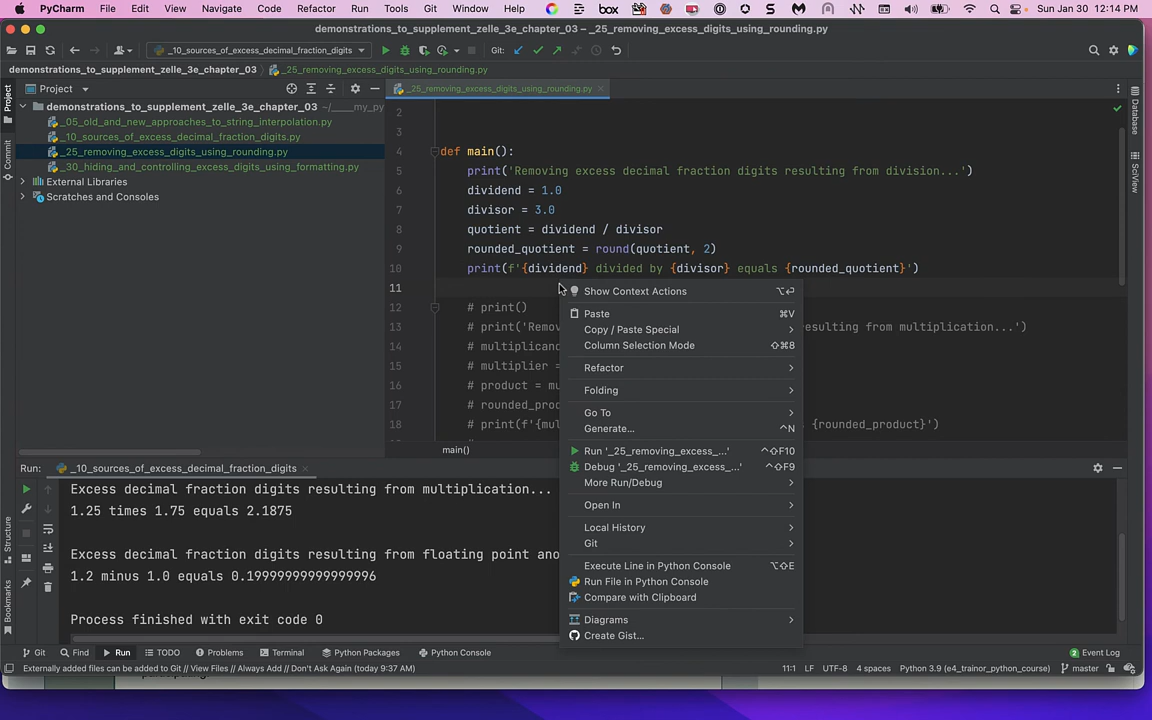 PyCharm File Edit View Navigate Code Refactor Run Tools Git Window Help box Sun Jan 30 12:14 PM
demonstrations_to_supplement_zelle_3e_chapter_03 – _25_removing_excess_digits_using_rounding.py
_10_sources_of_excess_decimal_fraction_digits Git:
demonstrations_to_supplement_zelle_3e_chapter_03 _25_removing_excess_digits_using_rounding.py
Project
_25_removing_excess_digits_using_rounding.py
demonstrations_to_supplement_zelle_3e_chapter_03 ~/____my_py
_05_old_and_new_approaches_to_string_interpolation.py
_10_sources_of_excess_decimal_fraction_digits.py
_25_removing_excess_digits_using_rounding.py
_30_hiding_and_controlling_excess_digits_using_formatting.py
External Libraries
Scratches and Consoles
Project
Commit
Structure
Bookmarks
2
3
4 def main():
5 print('Removing excess decimal fraction digits resulting from division...')
6 dividend = 1.0
7 divisor = 3.0
8 quotient = dividend / divisor
9 rounded_quotient = round(quotient, 2)
10 print(f'{dividend} divided by {divisor} equals {rounded_quotient}')
11
12 # print()
13 # print('Remov esulting from multiplication...')
14 # multiplicand
15 # multiplier =
16 # product = mu
17 # rounded_prod
18 # print(f'{mul {rounded_product}')
main()
Database
SciView
Show Context Actions ⌥⏎
Paste ⌘V
Copy / Paste Special
Column Selection Mode ⇧⌘8
Refactor
Folding
Go To
Generate... ^N
Run '_25_removing_excess_...' ^⇧F10
Debug '_25_removing_excess_...' ^⇧F9
More Run/Debug
Open In
Local History
Git
Execute Line in Python Console ⌥⇧E
Run File in Python Console
Compare with Clipboard
Diagrams
Create Gist...
Run: _10_sources_of_excess_decimal_fraction_digits
Excess decimal fraction digits resulting from multiplication...
1.25 times 1.75 equals 2.1875
Excess decimal fraction digits resulting from floating point ano
1.2 minus 1.0 equals 0.19999999999999996
Process finished with exit code 0
Git Find Run TODO Problems Terminal Python Packages Python Console 2 Event Log
Externally added files can be added to Git // View Files // Always Add // Don't Ask Again (today 9:37 AM) 11:1 LF UTF-8 4 spaces Python 3.9 (e4_trainor_python_course) master